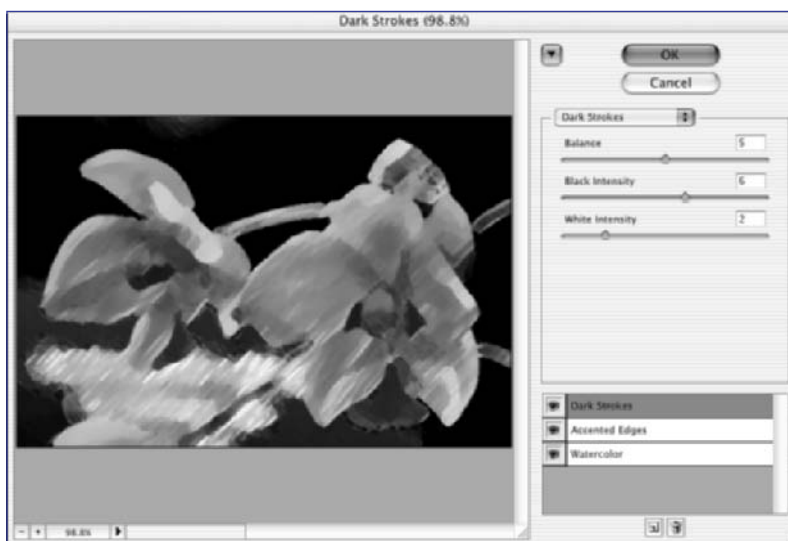 Dark Strokes (98.8%)
OK
Cancel
Dark Strokes
Balance 5
Black Intensity 6
White Intensity 2
Dark Strokes
Accented Edges
Watercolor
- + 98.8%